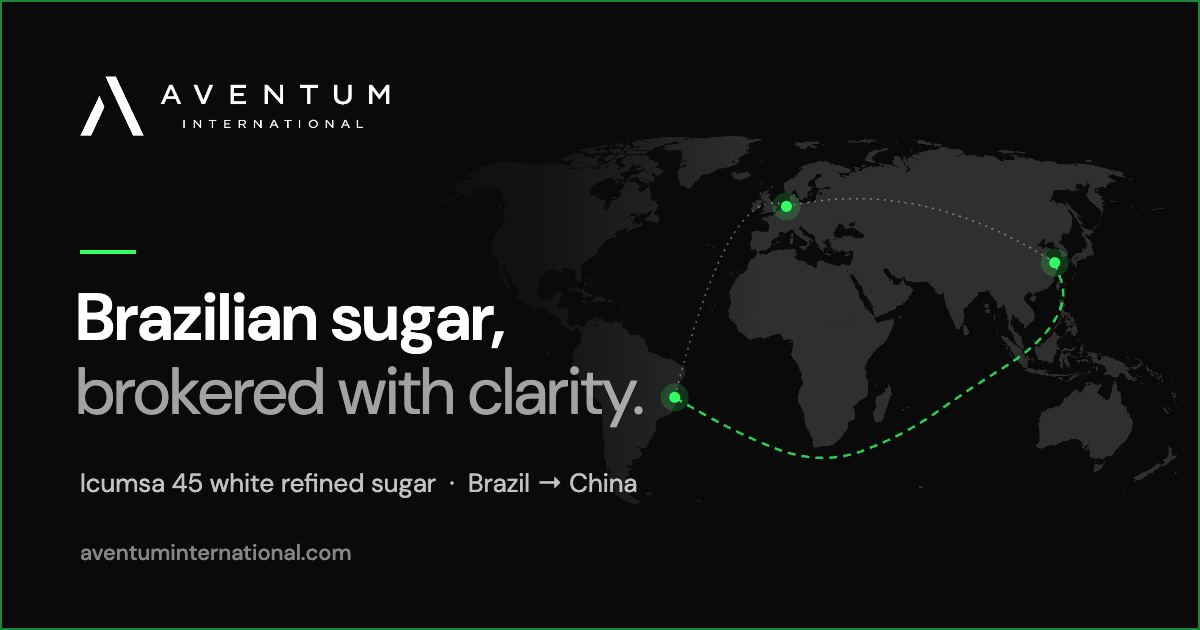 AVENTUM
INTERNATIONAL
Brazilian sugar,
brokered with clarity.
Icumsa 45 white refined sugar · Brazil → China
aventuminternational.com